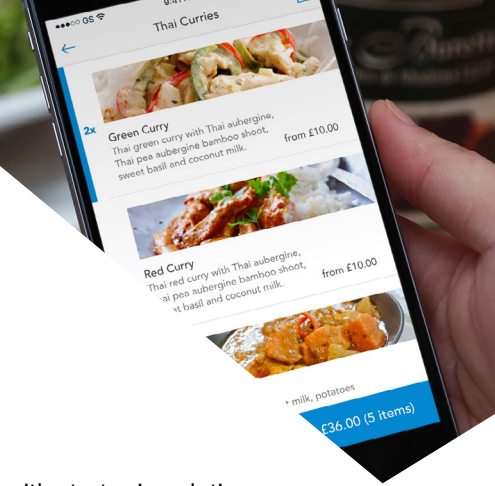 GS
Thai Curries
2x
Green Curry
Thai green curry with Thai aubergine,
Thai pea aubergine bamboo shoot,
sweet basil and coconut milk.
from £10.00
Red Curry
Thai red curry with Thai aubergine,
pea aubergine bamboo shoot,
basil and coconut milk.
from £10.00
milk, potatoes
£36.00 (5 items)